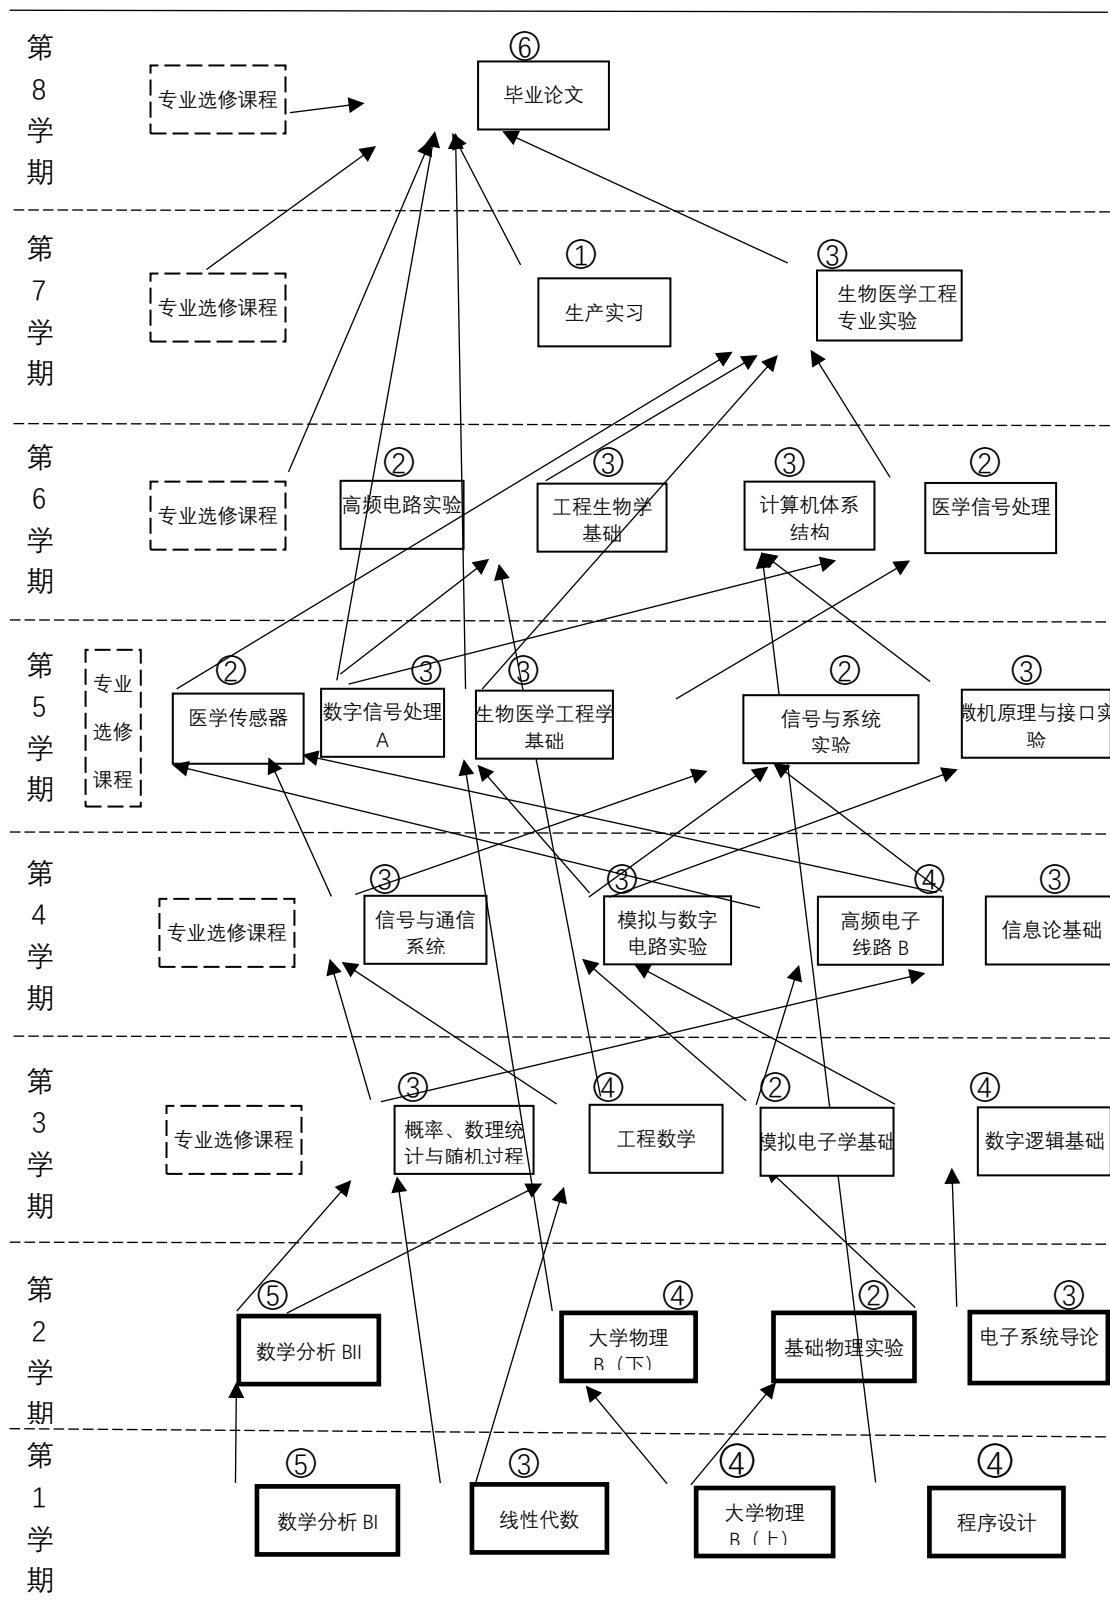 第8学期
⑥
专业选修课程
毕业论文
第7学期
①
③
专业选修课程
生产实习
生物医学工程
专业实验
第6学期
②
③
③
②
专业选修课程
高频电路实验
工程生物学
基础
计算机体系
结构
医学信号处理
第5学期
专业
选修
课程
②
③
③
②
③
医学传感器
数字信号处理
A
生物医学工程学
基础
信号与系统
实验
微机原理与接口实
验
第4学期
③
③
④
③
专业选修课程
信号与通信
系统
模拟与数字
电路实验
高频电子
线路 B
信息论基础
第3学期
③
④
②
④
专业选修课程
概率、数理统
计与随机过程
工程数学
模拟电子学基础
数字逻辑基础
第2学期
⑤
④
②
③
数学分析 BII
大学物理
B（下）
基础物理实验
电子系统导论
第1学期
⑤
③
④
④
数学分析 BI
线性代数
大学物理
B（上）
程序设计